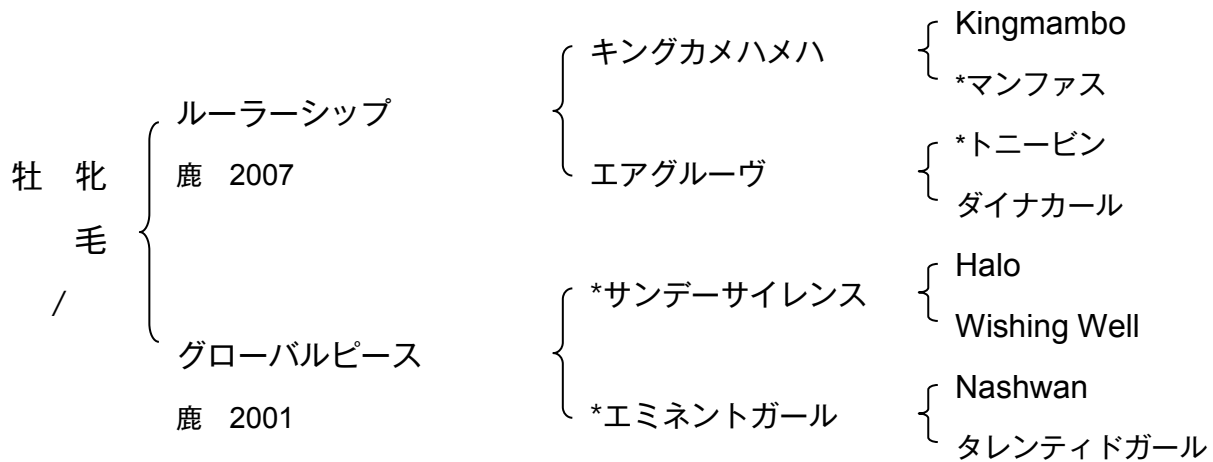 Kingmambo
キングカメハメハ
*マンファス
ルーラーシップ
*トニービン
牡 牝
鹿 2007
エアグルーヴ
ダイナカール
毛
Halo
/
*サンデーサイレンス
Wishing Well
グローバルピース
Nashwan
鹿 2001
*エミネントガール
タレンティドガール